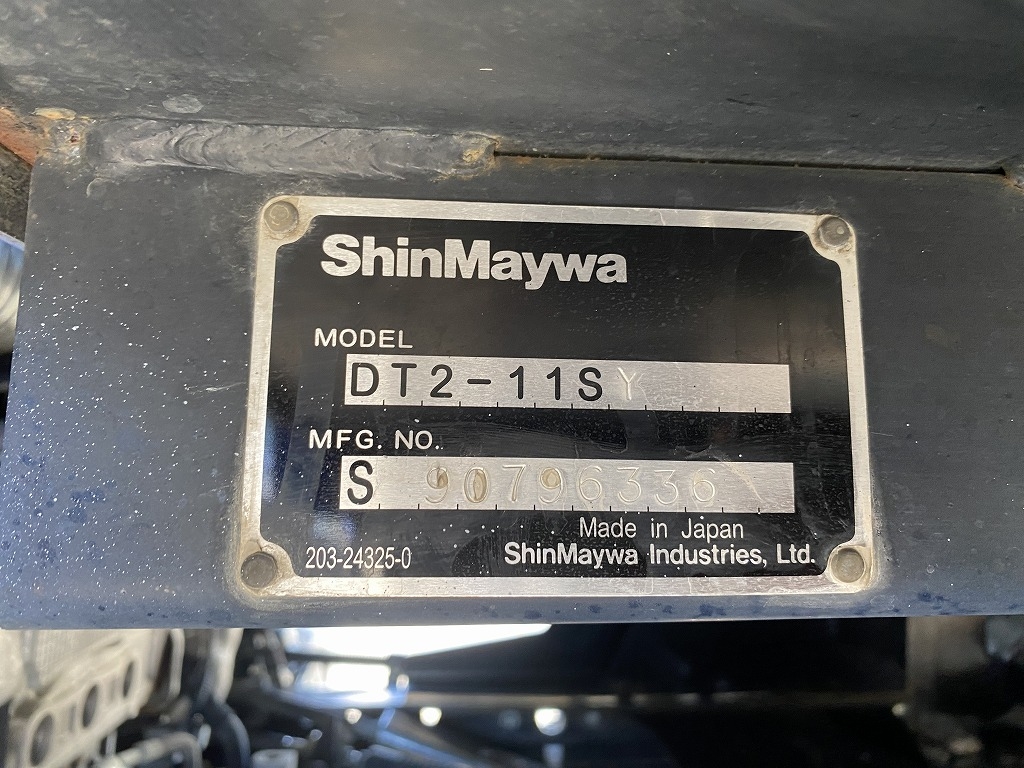 ShinMaywa
MODEL
DT2-11SY
MFG. NO.
S 90796336
Made in Japan
203-24325-0 ShinMaywa Industries, Ltd.